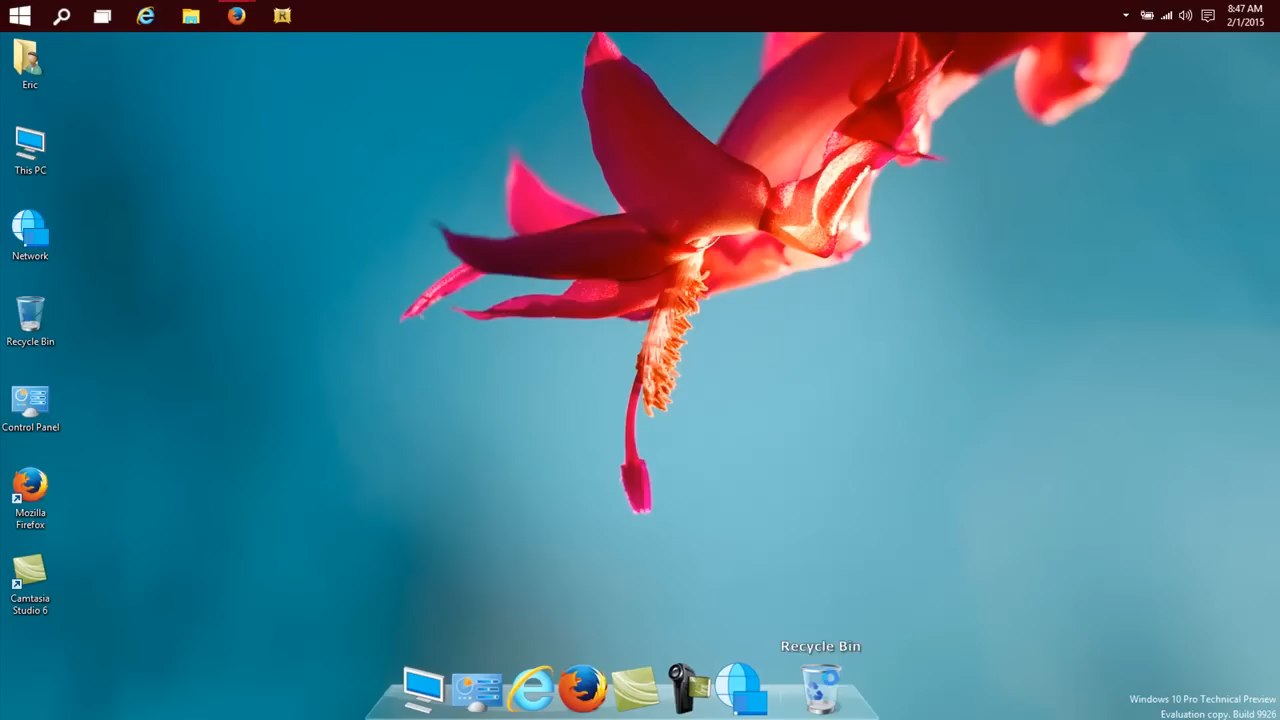 8:47 AM
2/1/2015
Eric
This PC
Network
Recycle Bin
Control Panel
Mozilla
Firefox
Camtasia
Studio 6
Recycle Bin
Windows 10 Pro Technical Preview
Evaluation copy. Build 9926